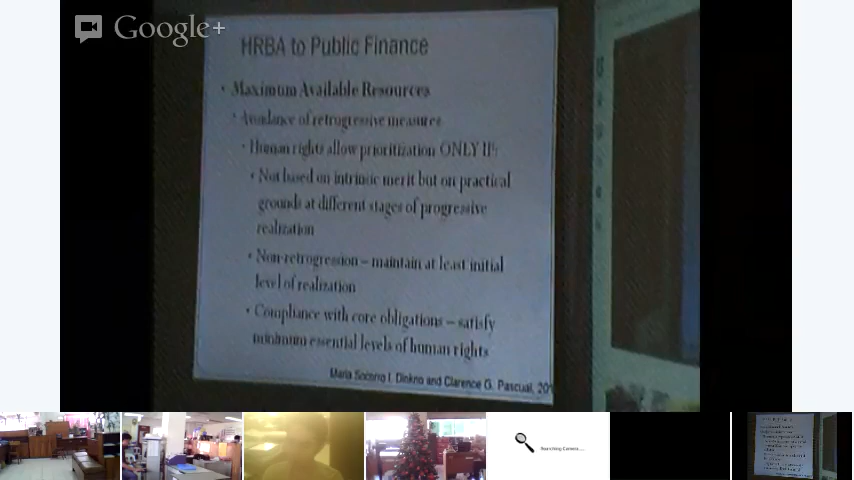 Google+
HRBA to Public Finance
• Maximum Available Resources
• Avoidance of retrogressive measures
• Human rights allow prioritization ONLY IF:
• Not based on intrinsic merit but on practical
grounds at different stages of progressive
realization
• Non-retrogression – maintain at least initial
level of realization
• Compliance with core obligations – satisfy
minimum essential levels of human rights
Maria Socorro I. Diokno and Clarence G. Pascual, 201
Searching Camera....